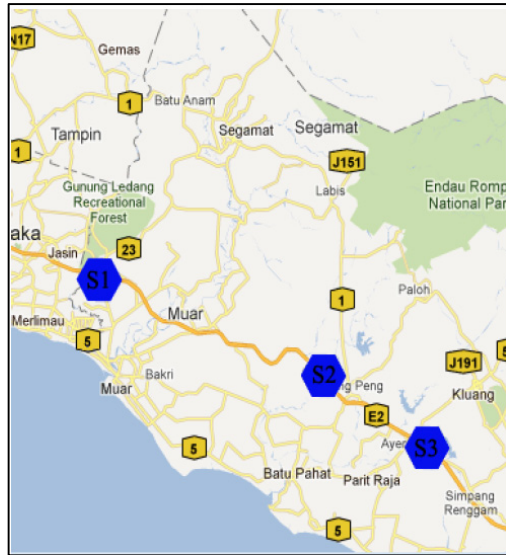 N17
Gemas
1
Batu Anam
Tampin
Segamat
Segamat
1
J151
Gunung Ledang
Recreational
Forest
Labis
Endau Romp
National Par
aka
Jasin
23
S1
1
Paloh
Merlimau
Muar
5
5
J191
Bakri
S2
ng Peng
Kluang
Muar
E2
Ayer
S3
5
Batu Pahat
Parit Raja
Simpang
Renggam
5